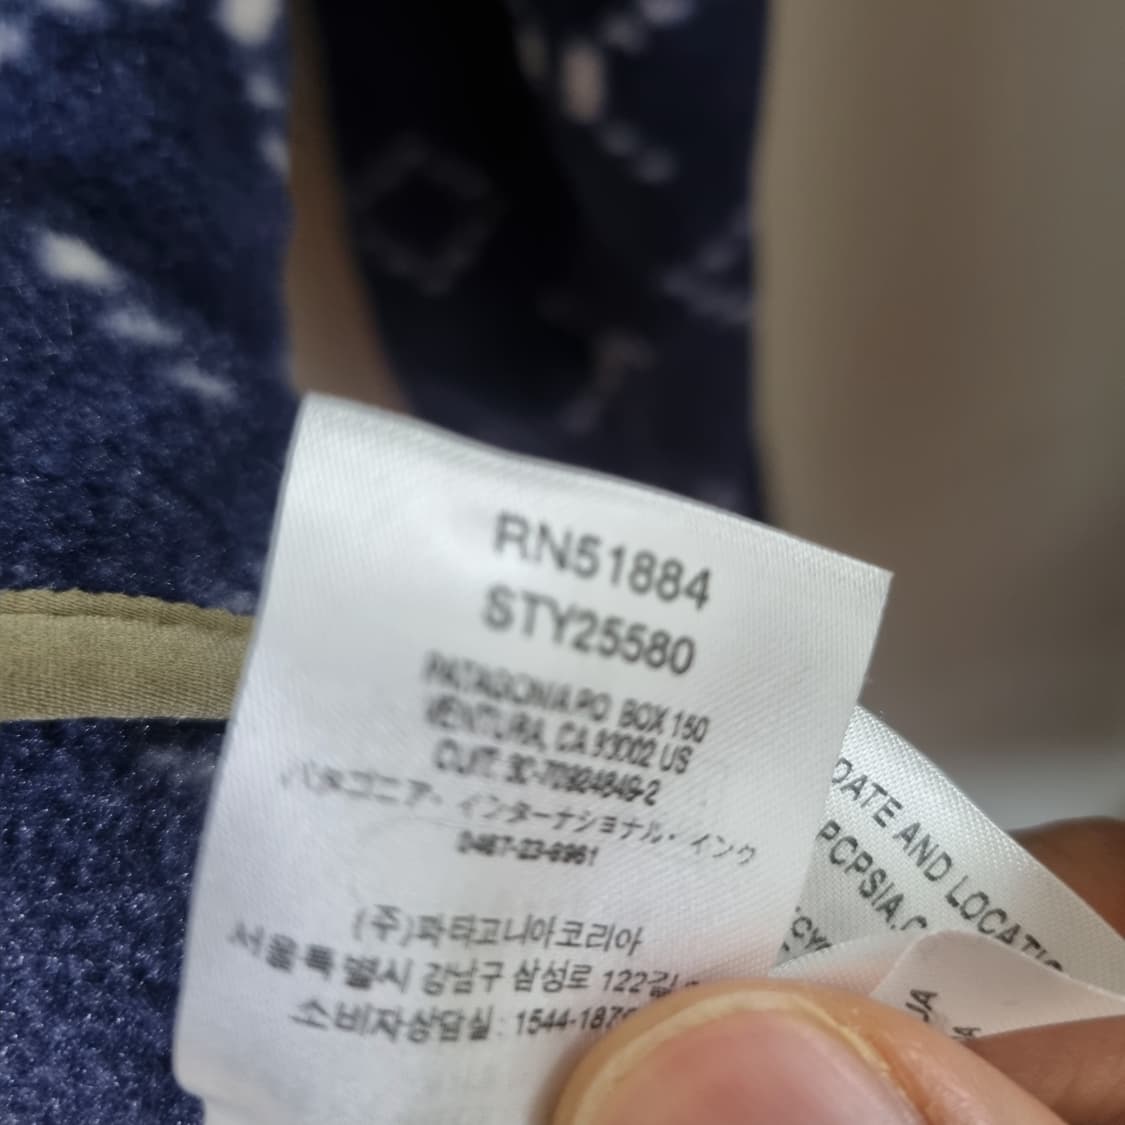 RN51884
STY25580
PATAGONIA PO BOX 150
VENTURA, CA 93002 US
CUIT:
パタゴニア・インターナショナル・インク
0467-23-8961
(주)파타고니아코리아
서울특별시 강남구 삼성로 122길
소비자상담실: 1544-187
DATE AND LOCATIO
PCPSIA.C